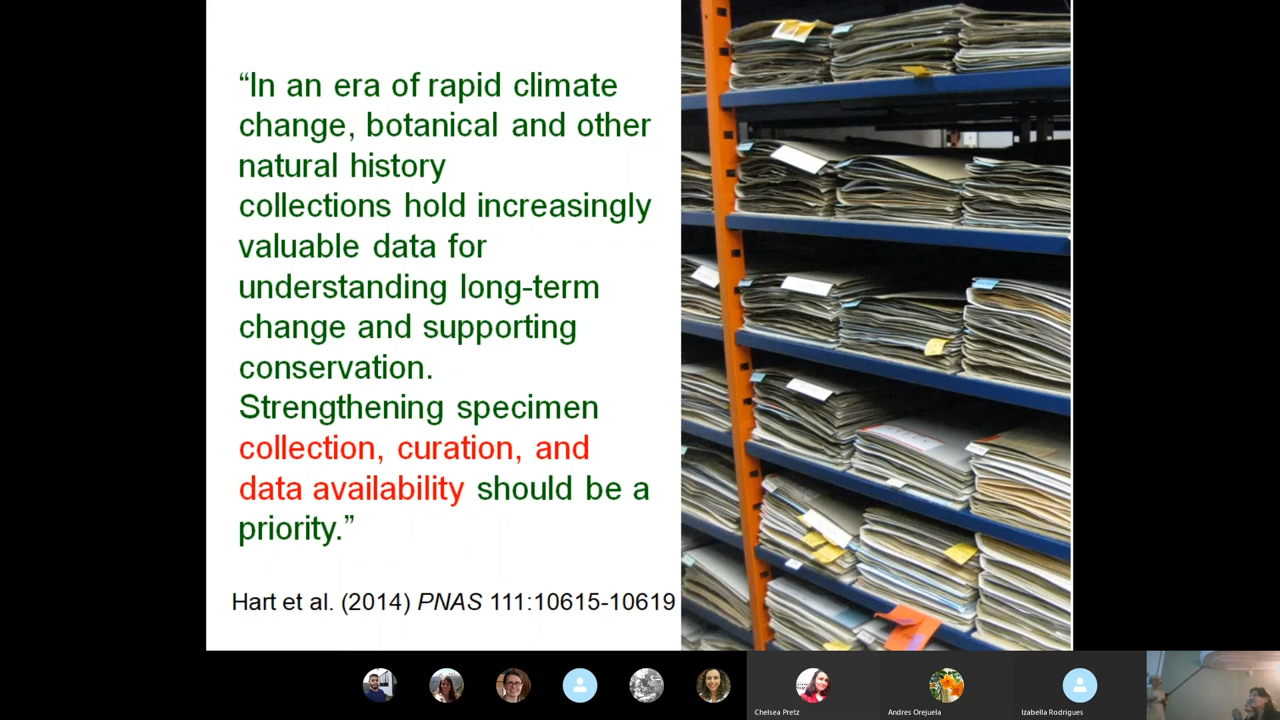 “In an era of rapid climate
change, botanical and other
natural history
collections hold increasingly
valuable data for
understanding long-term
change and supporting
conservation.
Strengthening specimen
collection, curation, and
data availability should be a
priority.”
Hart et al. (2014) PNAS 111:10615-10619
Chelsea Pretz
Andres Orejuela
Izabella Rodrigues